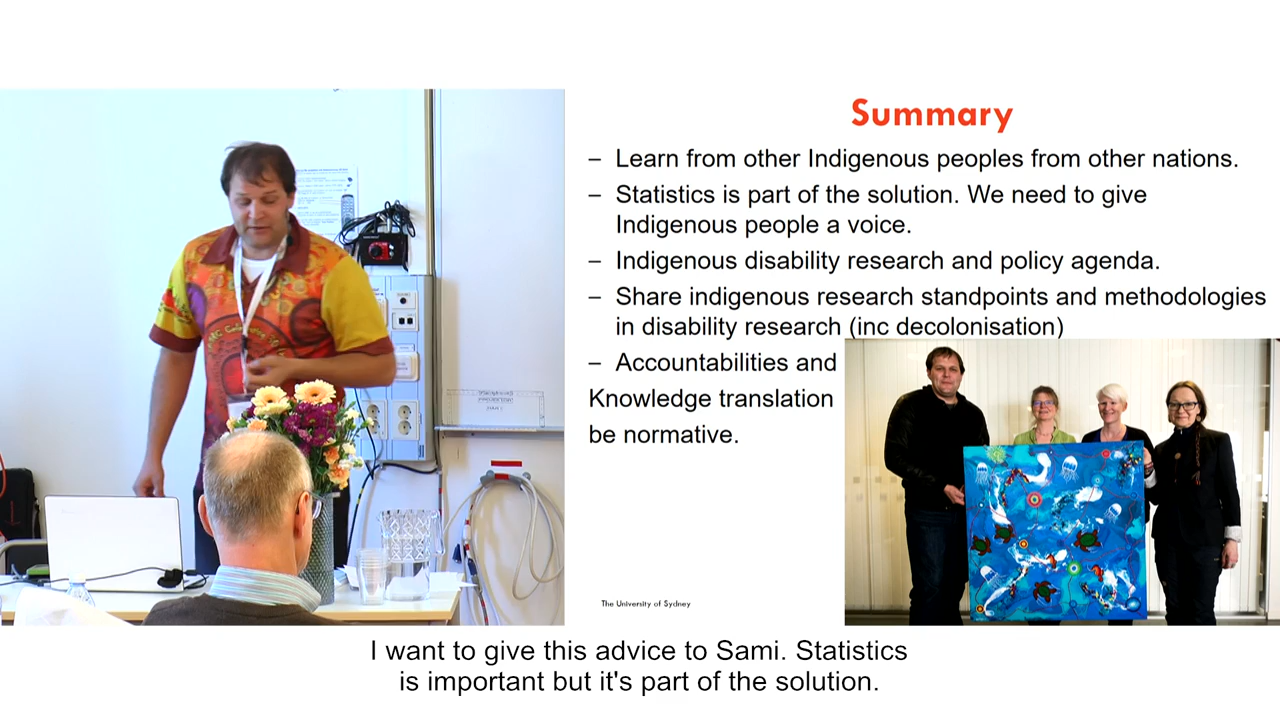 Summary
– Learn from other Indigenous peoples from other nations.
– Statistics is part of the solution. We need to give
Indigenous people a voice.
– Indigenous disability research and policy agenda.
– Share indigenous research standpoints and methodologies
in disability research (inc decolonisation)
– Accountabilities and
Knowledge translation
be normative.
The University of Sydney
I want to give this advice to Sami. Statistics
is important but it's part of the solution.